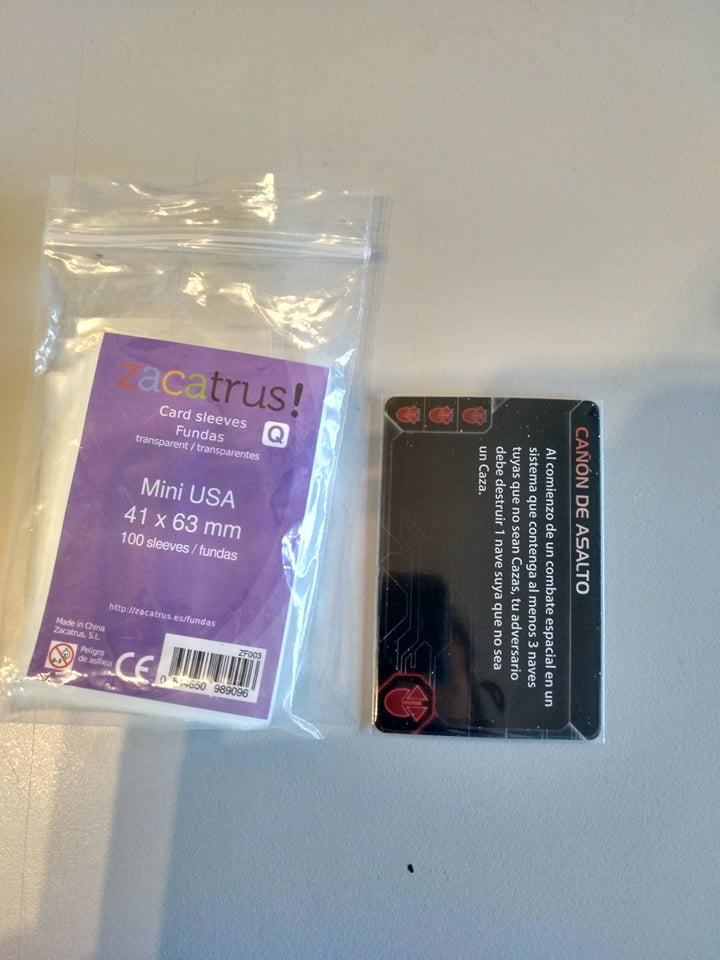 zacatrus!
Card sleeves
Fundas
transparent / transparentes
Q
Mini USA
41 x 63 mm
100 sleeves / fundas
http://zacatrus.es/fundas
Made in China
Zacatrus, S.L.
0-3
Peligro
de asfixia
CE
ZF003
989096
CAÑÓN DE ASALTO
Al comienzo de un combate espacial en un
sistema que contenga al menos 3 naves
tuyas que no sean Cazas, tu adversario
debe destruir 1 nave suya que no sea
un Caza.